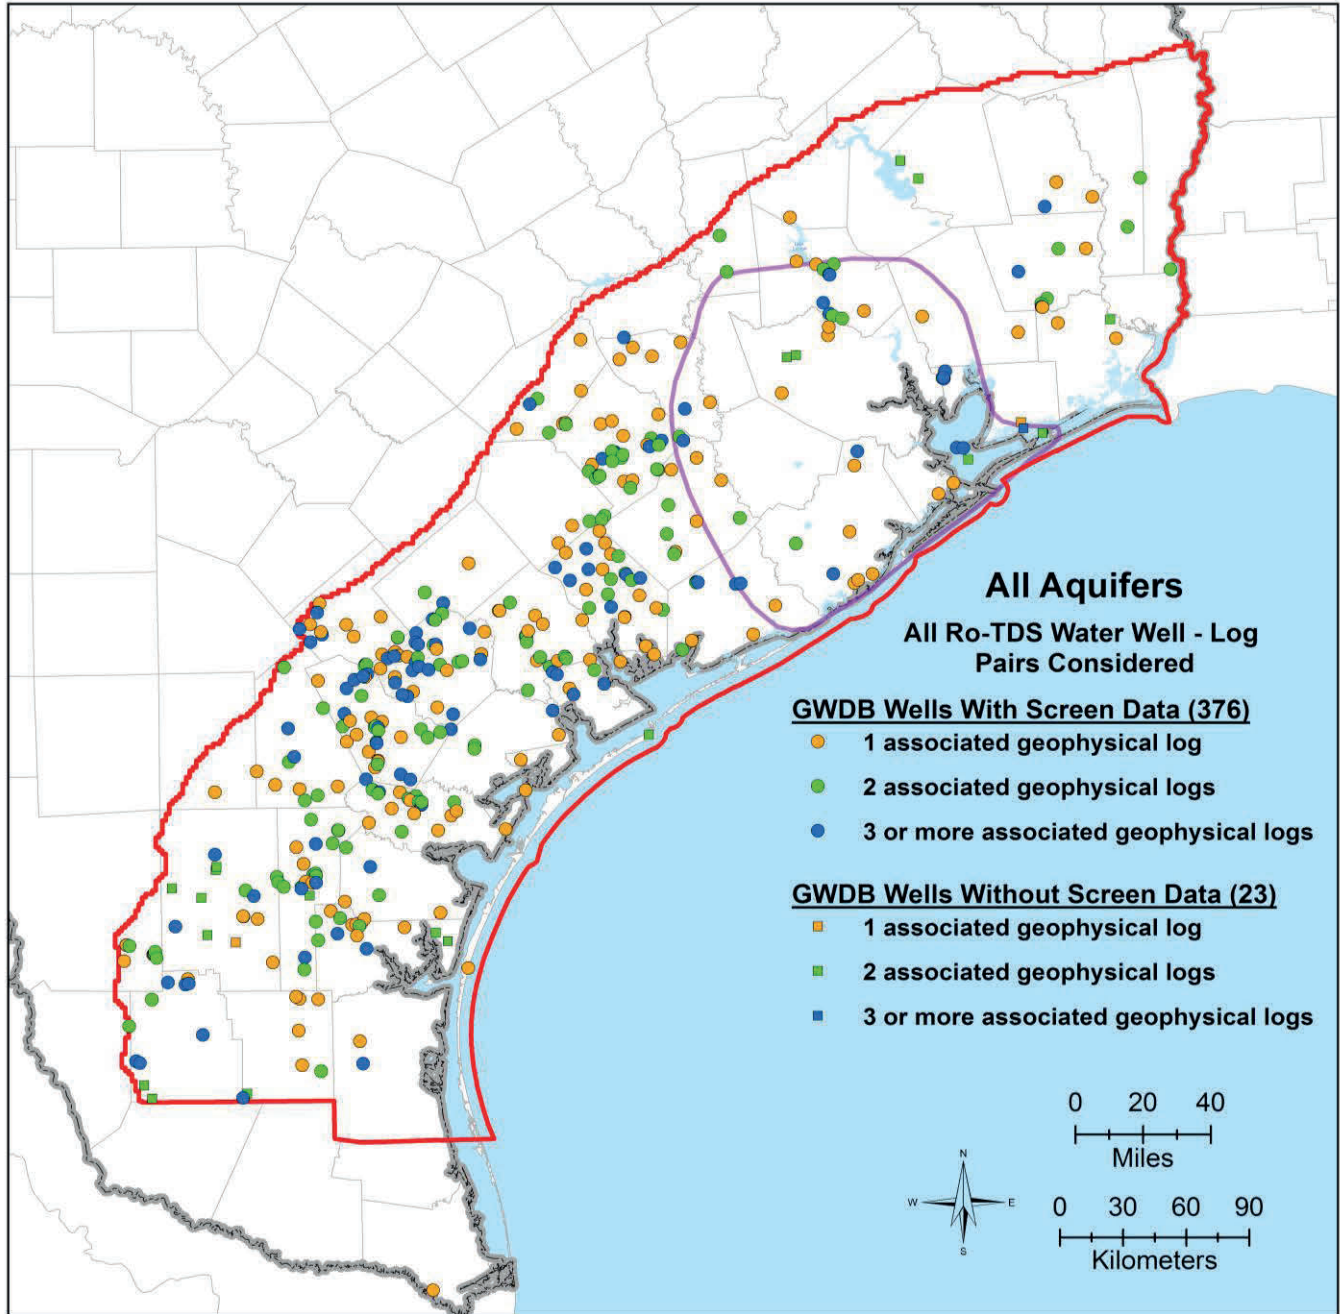 All Aquifers
All Ro-TDS Water Well - Log
Pairs Considered
GWDB Wells With Screen Data (376)
1 associated geophysical log
2 associated geophysical logs
3 or more associated geophysical logs
GWDB Wells Without Screen Data (23)
1 associated geophysical log
2 associated geophysical logs
3 or more associated geophysical logs
0 20 40
Miles
N
W E
S
0 30 60 90
Kilometers